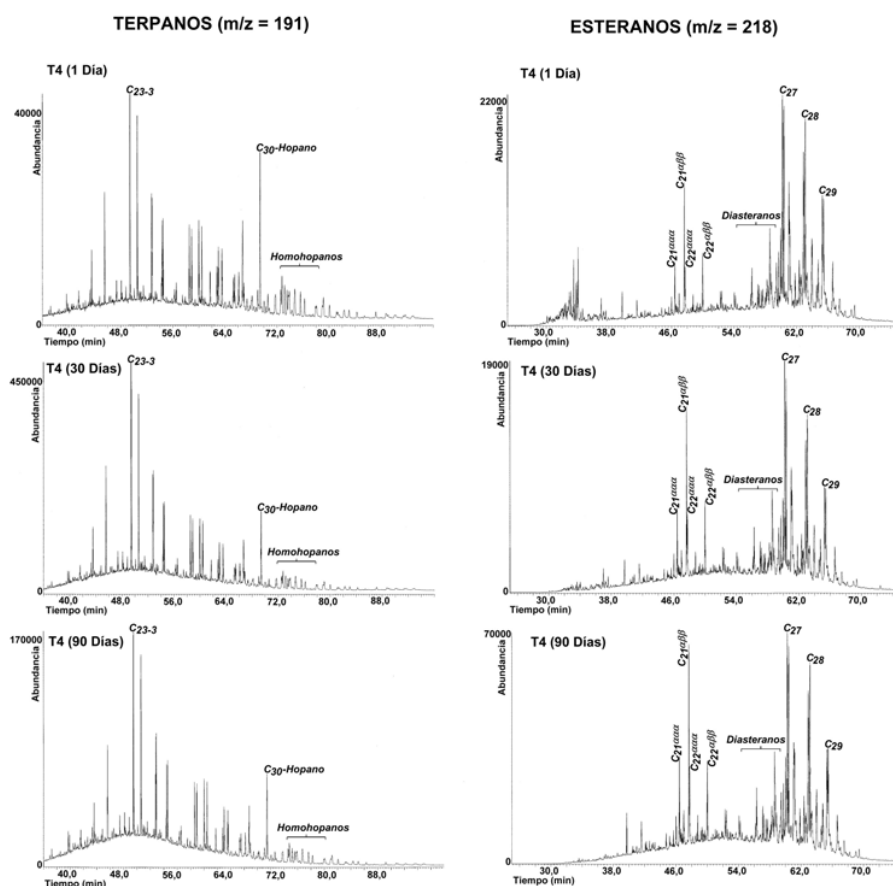 TERPANOS (m/z = 191)
T4 (1 Día)
C23-3
40000
Abundancia
C30-Hopano
Homohopanos
0
40,0 48,0 56,0 64,0 72,0 80,0 88,0
Tiempo (min)
T4 (30 Días)
C23-3
450000
Abundancia
C30-Hopano
Homohopanos
0
40,0 48,0 56,0 64,0 72,0 80,0 88,0
Tiempo (min)
T4 (90 Días)
C23-3
170000
Abundancia
C30-Hopano
Homohopanos
0
40,0 48,0 56,0 64,0 72,0 80,0 88,0
Tiempo (min)
ESTERANOS (m/z = 218)
T4 (1 Día)
22000
Abundancia
C21ααα
C21αββ
C22ααα
C22αββ
Diasteranos
C27
C28
C29
0
30,0 38,0 46,0 54,0 62,0 70,0
Tiempo (min)
T4 (30 Días)
19000
Abundancia
C21ααα
C21αββ
C22ααα
C22αββ
Diasteranos
C27
C28
C29
0
30,0 38,0 46,0 54,0 62,0 70,0
Tiempo (min)
T4 (90 Días)
70000
Abundancia
C21ααα
C21αββ
C22ααα
C22αββ
Diasteranos
C27
C28
C29
0
30,0 38,0 46,0 54,0 62,0 70,0
Tiempo (min)